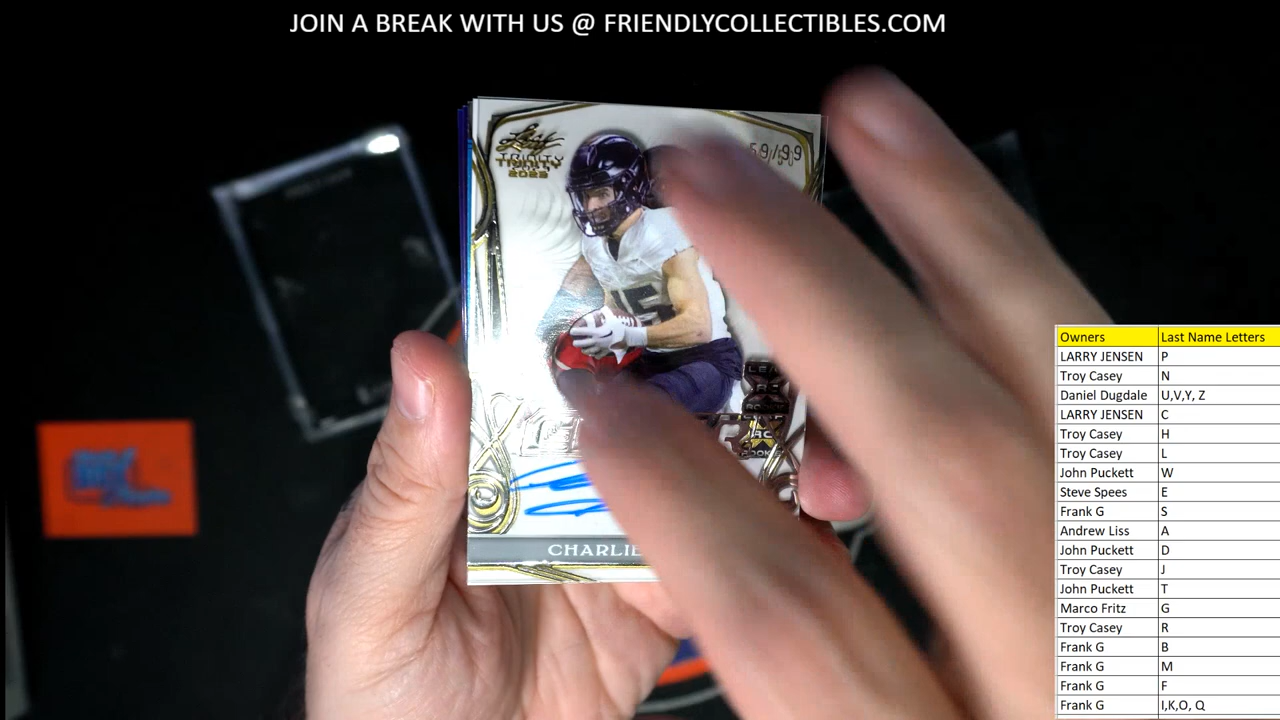 JOIN A BREAK WITH US @ FRIENDLYCOLLECTIBLES.COM
Leaf
TRINITY
2023
59/99
15
CHARLIE
Owners Last Name Letters
LARRY JENSEN P
Troy Casey N
Daniel Dugdale U,V,Y, Z
LARRY JENSEN C
Troy Casey H
Troy Casey L
John Puckett W
Steve Spees E
Frank G S
Andrew Liss A
John Puckett D
Troy Casey J
John Puckett T
Marco Fritz G
Troy Casey R
Frank G B
Frank G M
Frank G F
Frank G I,K,O, Q